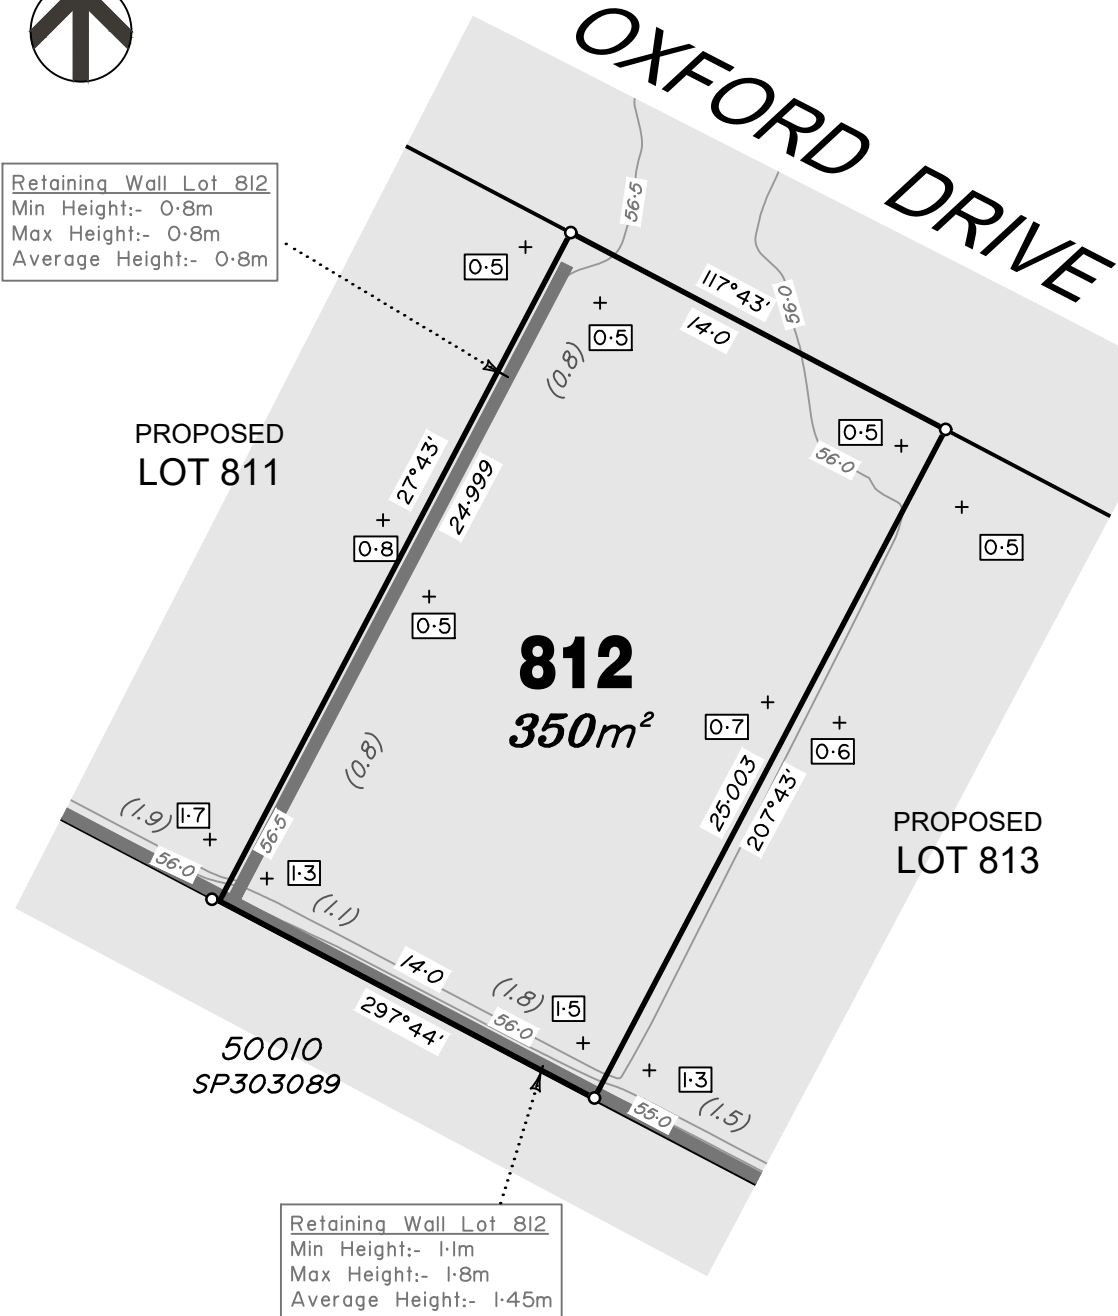 OXFORD DRIVE
Retaining Wall Lot 812
Min Height:- 0·8m
Max Height:- 0·8m
Average Height:- 0·8m
56·5
0·5
117°43'
56·0
14·0
0·5
(0.8)
PROPOSED
LOT 811
0·5
56·0
27°43'
24·999
0·8
0·5
0·5
812
350m²
(0.8)
0·7
0·6
25·003
207°43'
PROPOSED
LOT 813
(1.9)
1·7
56·5
56·0
1·3
(1.1)
14·0
297°44'
(1.8)
1·5
56·0
50010
SP303089
1·3
(1.5)
55·0
Retaining Wall Lot 812
Min Height:- 1·1m
Max Height:- 1·8m
Average Height:- 1·45m